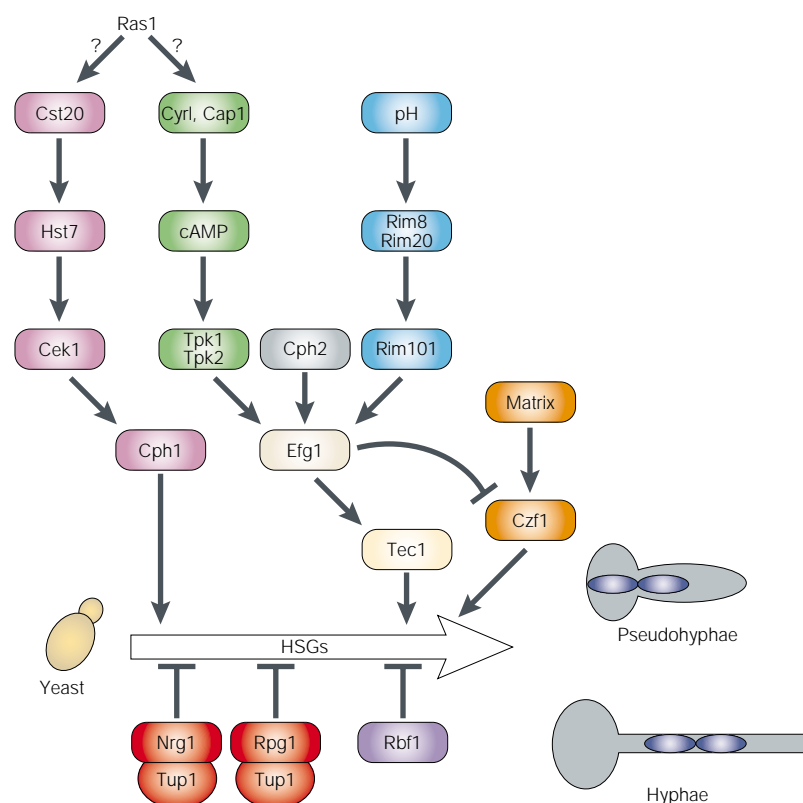 Ras1
? ?
Cst20
Cyrl, Cap1
pH
Hst7
cAMP
Rim8
Rim20
Cek1
Tpk1
Tpk2
Cph2
Rim101
Matrix
Cph1
Efg1
Czf1
Tec1
Pseudohyphae
HSGs
Yeast
Nrg1
Rpg1
Rbf1
Tup1
Tup1
Hyphae